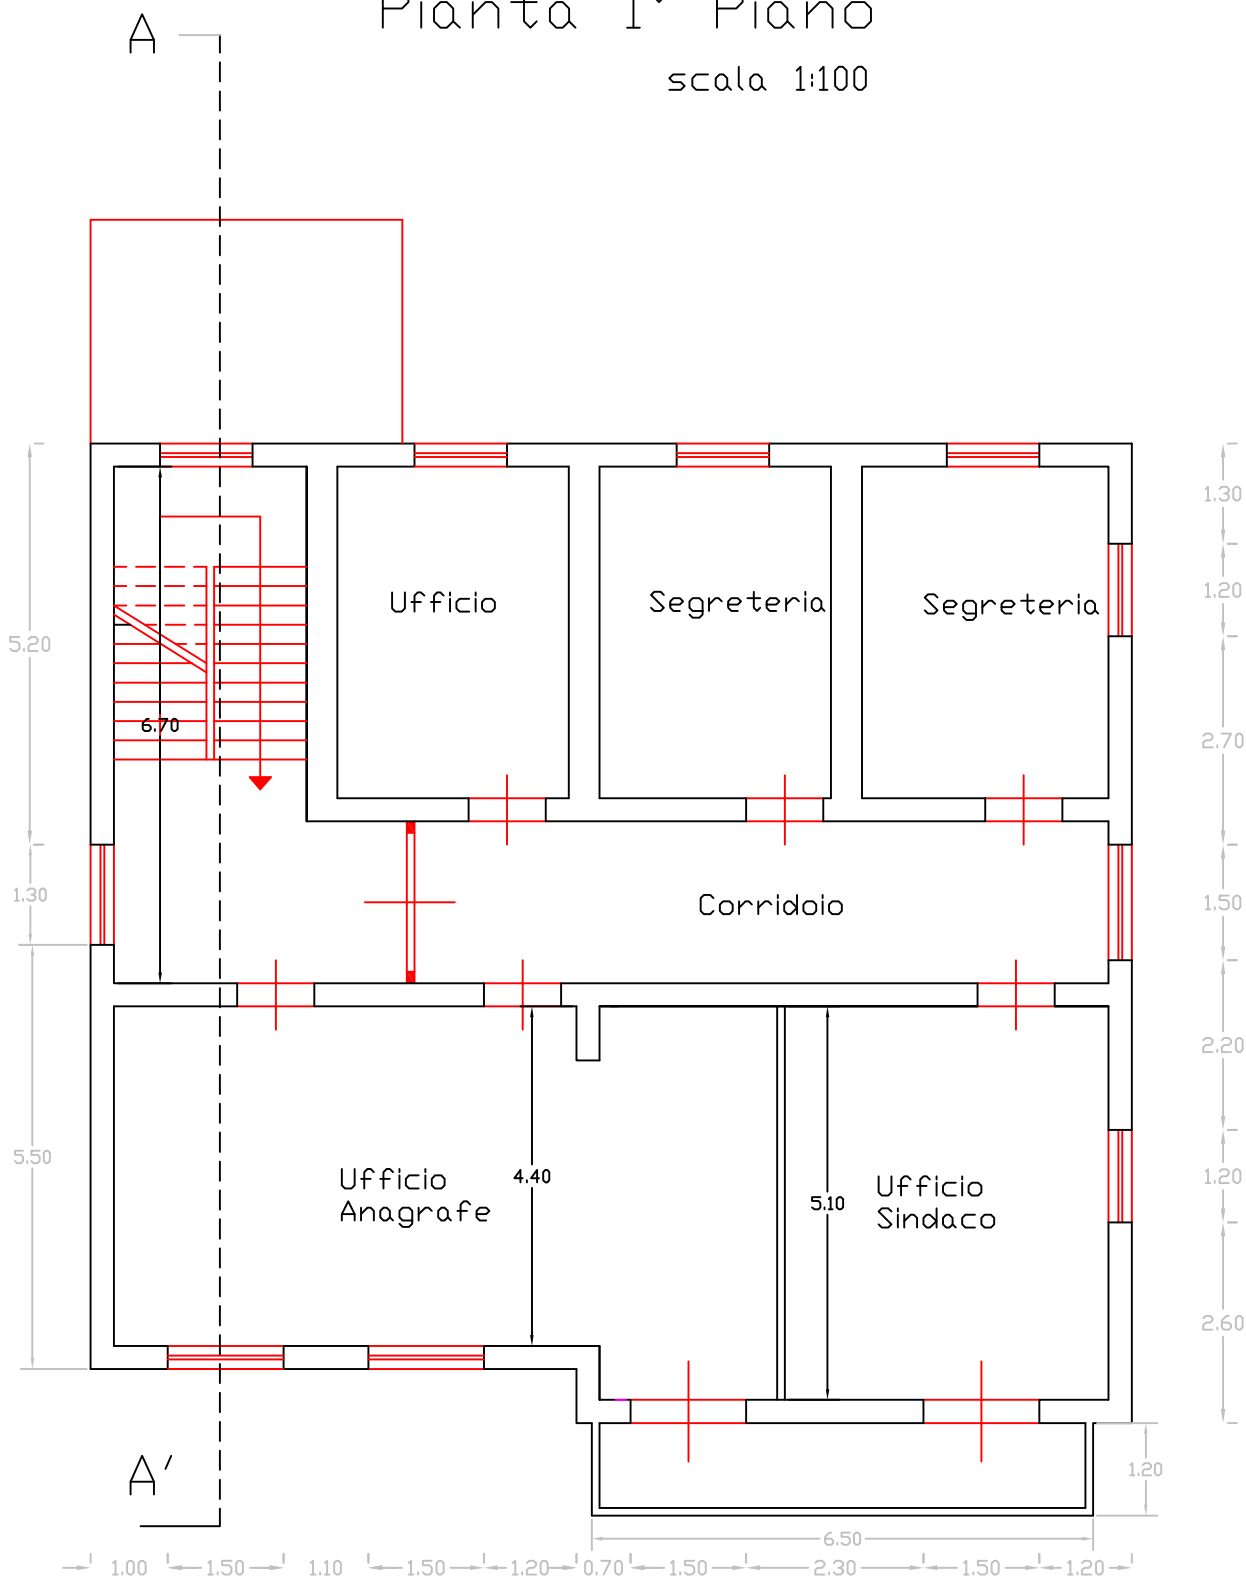 Pianta 1° Piano
scala 1:100
A
Ufficio
Segreteria
Segreteria
Corridoio
Ufficio
Anagrafe
Ufficio
Sindaco
6.70
4.40
5.10
5.20
1.30
5.50
1.30
1.20
2.70
1.50
2.20
1.20
2.60
1.20
A'
6.50
1.00 1.50 1.10 1.50 1.20 0.70 1.50 2.30 1.50 1.20